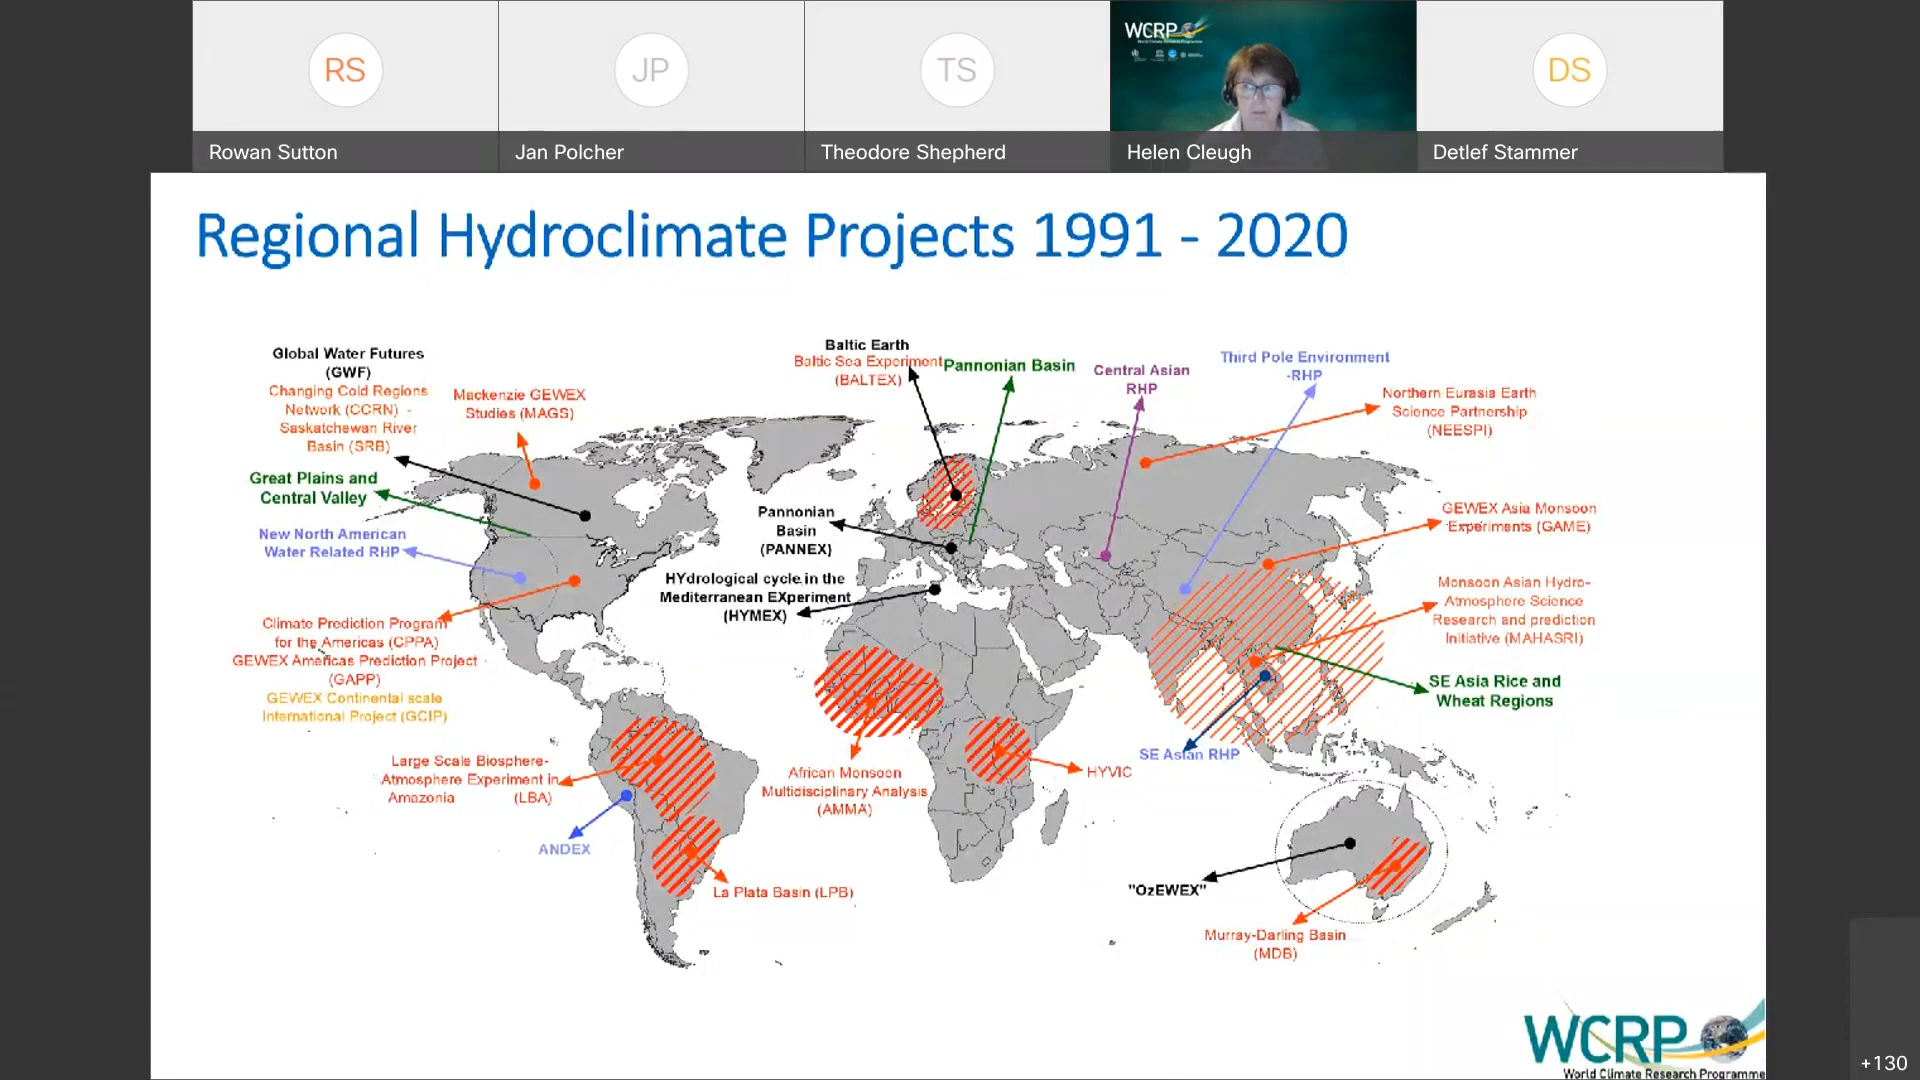 RS
JP
TS
WCRP
DS
Rowan Sutton
Jan Polcher
Theodore Shepherd
Helen Cleugh
Detlef Stammer
Regional Hydroclimate Projects 1991 - 2020
Global Water Futures
(GWF)
Changing Cold Regions
Network (CCRN) -
Saskatchewan River
Basin (SRB)
Mackenzie GEWEX
Studies (MAGS)
Great Plains and
Central Valley
New North American
Water Related RHP
Climate Prediction Program
for the Americas (CPPA)
GEWEX Americas Prediction Project
(GAPP)
GEWEX Continental scale
International Project (GCIP)
Large Scale Biosphere-
Atmosphere Experiment in
Amazonia (LBA)
ANDEX
La Plata Basin (LPB)
Baltic Earth
Baltic Sea Experiment
(BALTEX)
Pannonian Basin
Pannonian
Basin
(PANNEX)
HYdrological cycle in the
Mediterranean EXperiment
(HYMEX)
African Monsoon
Multidisciplinary Analysis
(AMMA)
HYVIC
Central Asian
RHP
Third Pole Environment
-RHP
Northern Eurasia Earth
Science Partnership
(NEESPI)
GEWEX Asia Monsoon
Experiments (GAME)
Monsoon Asian Hydro-
Atmosphere Science
Research and prediction
Initiative (MAHASRI)
SE Asia Rice and
Wheat Regions
SE Asian RHP
"OzEWEX"
Murray-Darling Basin
(MDB)
WCRP
World Climate Research Programme
+130